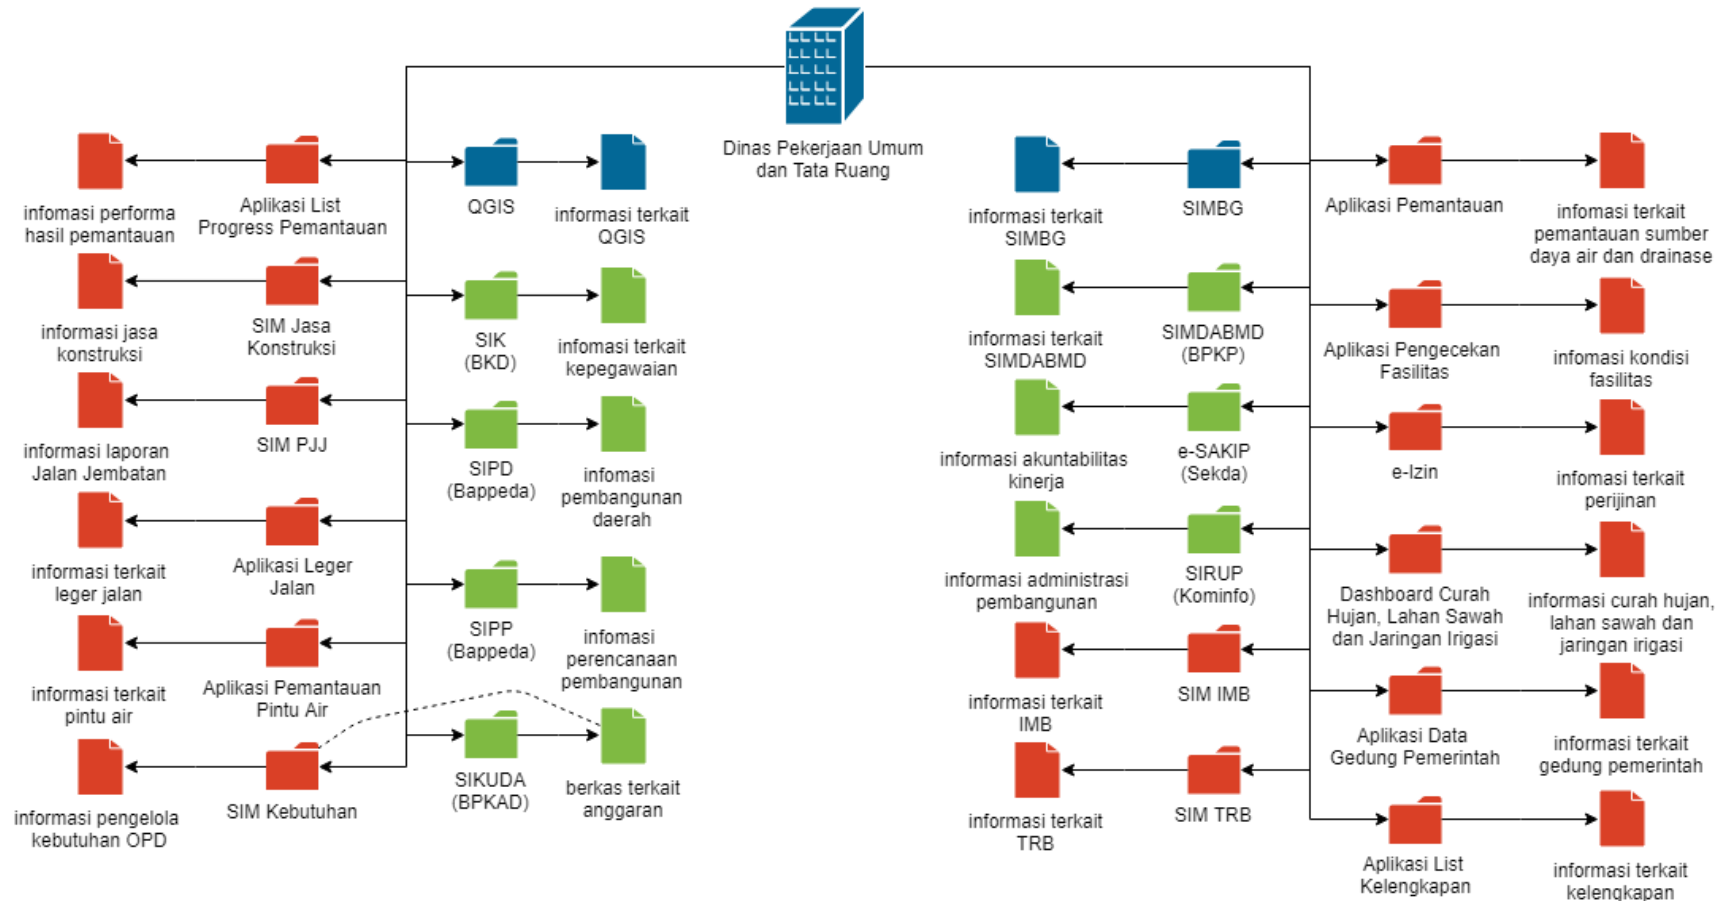 Dinas Pekerjaan Umum
dan Tata Ruang
infomasi performa
hasil pemantauan
Aplikasi List
Progress Pemantauan
QGIS
informasi terkait
QGIS
informasi terkait
SIMBG
SIMBG
Aplikasi Pemantauan
infomasi terkait
pemantauan sumber
daya air dan drainase
informasi jasa
konstruksi
SIM Jasa
Konstruksi
SIK
(BKD)
infomasi terkait
kepegawaian
informasi terkait
SIMDABMD
SIMDABMD
(BPKP)
Aplikasi Pengecekan
Fasilitas
infomasi kondisi
fasilitas
informasi laporan
Jalan Jembatan
SIM PJJ
SIPD
(Bappeda)
infomasi
pembangunan
daerah
informasi akuntabilitas
kinerja
e-SAKIP
(Sekda)
e-Izin
infomasi terkait
perijinan
informasi terkait
leger jalan
Aplikasi Leger
Jalan
SIPP
(Bappeda)
infomasi
perencanaan
pembangunan
informasi administrasi
pembangunan
SIRUP
(Kominfo)
Dashboard Curah
Hujan, Lahan Sawah
dan Jaringan Irigasi
informasi curah hujan,
lahan sawah dan
jaringan irigasi
informasi terkait
pintu air
Aplikasi Pemantauan
Pintu Air
informasi terkait
IMB
SIM IMB
Aplikasi Data
Gedung Pemerintah
informasi terkait
gedung pemerintah
informasi pengelola
kebutuhan OPD
SIM Kebutuhan
SIKUDA
(BPKAD)
berkas terkait
anggaran
informasi terkait
TRB
SIM TRB
Aplikasi List
Kelengkapan
informasi terkait
kelengkapan